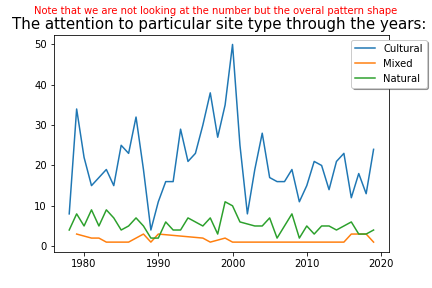 Note that we are not looking at the number but the overal pattern shape
The attention to particular site type through the years:
50
40
30
20
10
0
Cultural
Mixed
Natural
1980
1990
2000
2010
2020